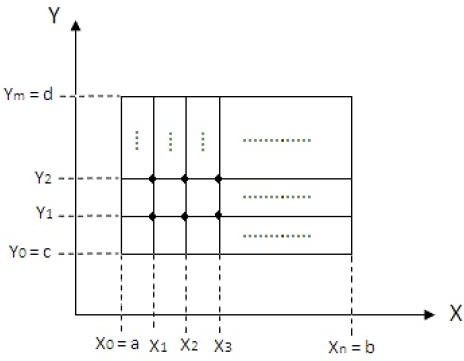 Y
Ym = d
Y2
Y1
Y0 = c
X
X0 = a X1 X2 X3 Xn = b